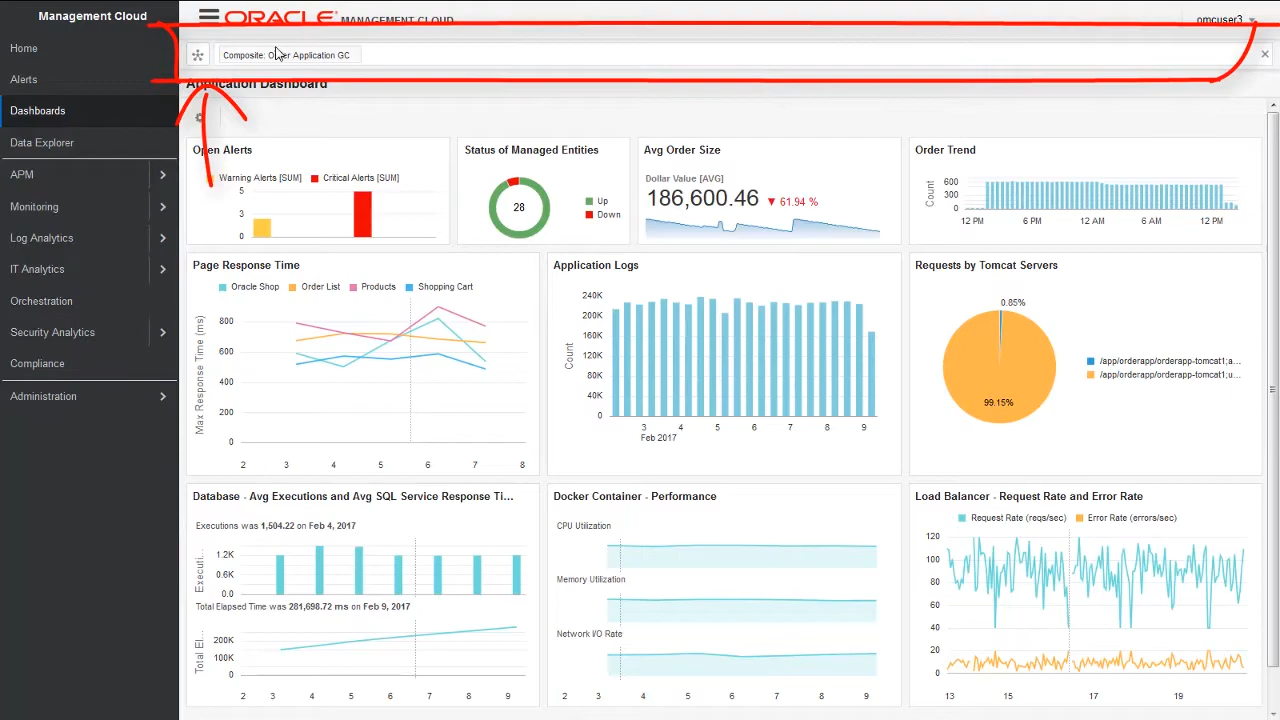 Management Cloud
Home
Alerts
Dashboards
Data Explorer
APM
Monitoring
Log Analytics
IT Analytics
Orchestration
Security Analytics
Compliance
Administration
ORACLE MANAGEMENT CLOUD
omcuser3
Composite: Order Application GC
Application Dashboard
Open Alerts
Warning Alerts [SUM] Critical Alerts [SUM]
5
3
0
Status of Managed Entities
28
Up
Down
Avg Order Size
Dollar Value [AVG]
186,600.46 ▼ 61.94 %
Order Trend
Count
600
300
0
12 PM 6 PM 12 AM 6 AM 12 PM
Page Response Time
Oracle Shop Order List Products Shopping Cart
Max Response Time (ms)
800
600
400
200
0
2 3 4 5 6 7 8
Application Logs
Count
240K
200K
160K
120K
80K
40K
0
3 4 5 6 7 8 9
Feb 2017
Requests by Tomcat Servers
0.85%
99.15%
/app/orderapp/orderapp-tomcat1;a...
/app/orderapp/orderapp-tomcat1;u...
Database - Avg Executions and Avg SQL Service Response Ti...
Executions was 1,504.22 on Feb 4, 2017
Executi...
1.2K
0.6K
0.0
Total Elapsed Time was 281,698.72 ms on Feb 9, 2017
Total El...
200K
100K
0
2 3 4 5 6 7 8 9
Docker Container - Performance
CPU Utilization
Memory Utilization
Network I/O Rate
2 3 4 5 6 7 8 9
Load Balancer - Request Rate and Error Rate
Request Rate (reqs/sec) Error Rate (errors/sec)
120
100
80
60
40
20
0
13 15 17 19